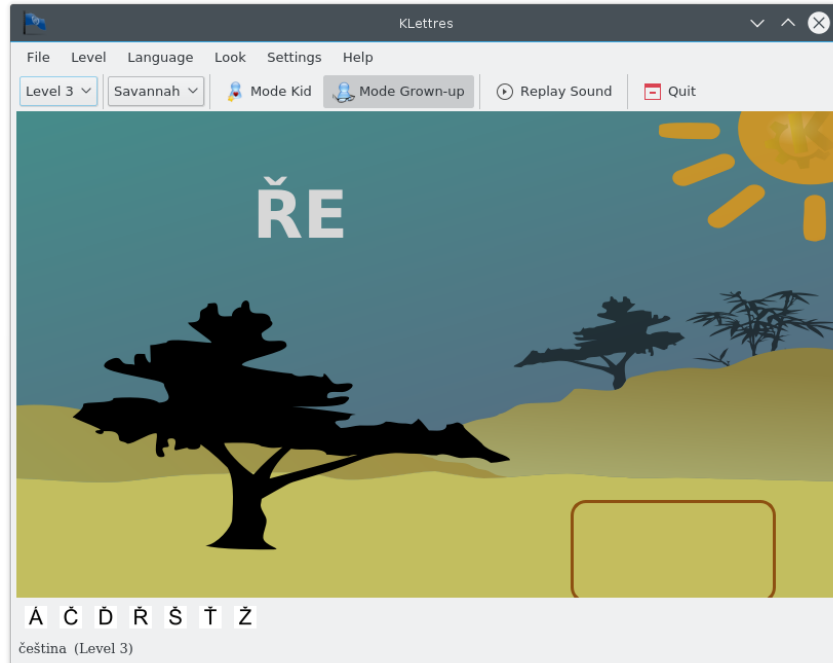 KLettres
File Level Language Look Settings Help
Level 3 Savannah Mode Kid Mode Grown-up Replay Sound Quit
ŘE
Á Č Ď Ř Š Ť Ž
čeština (Level 3)